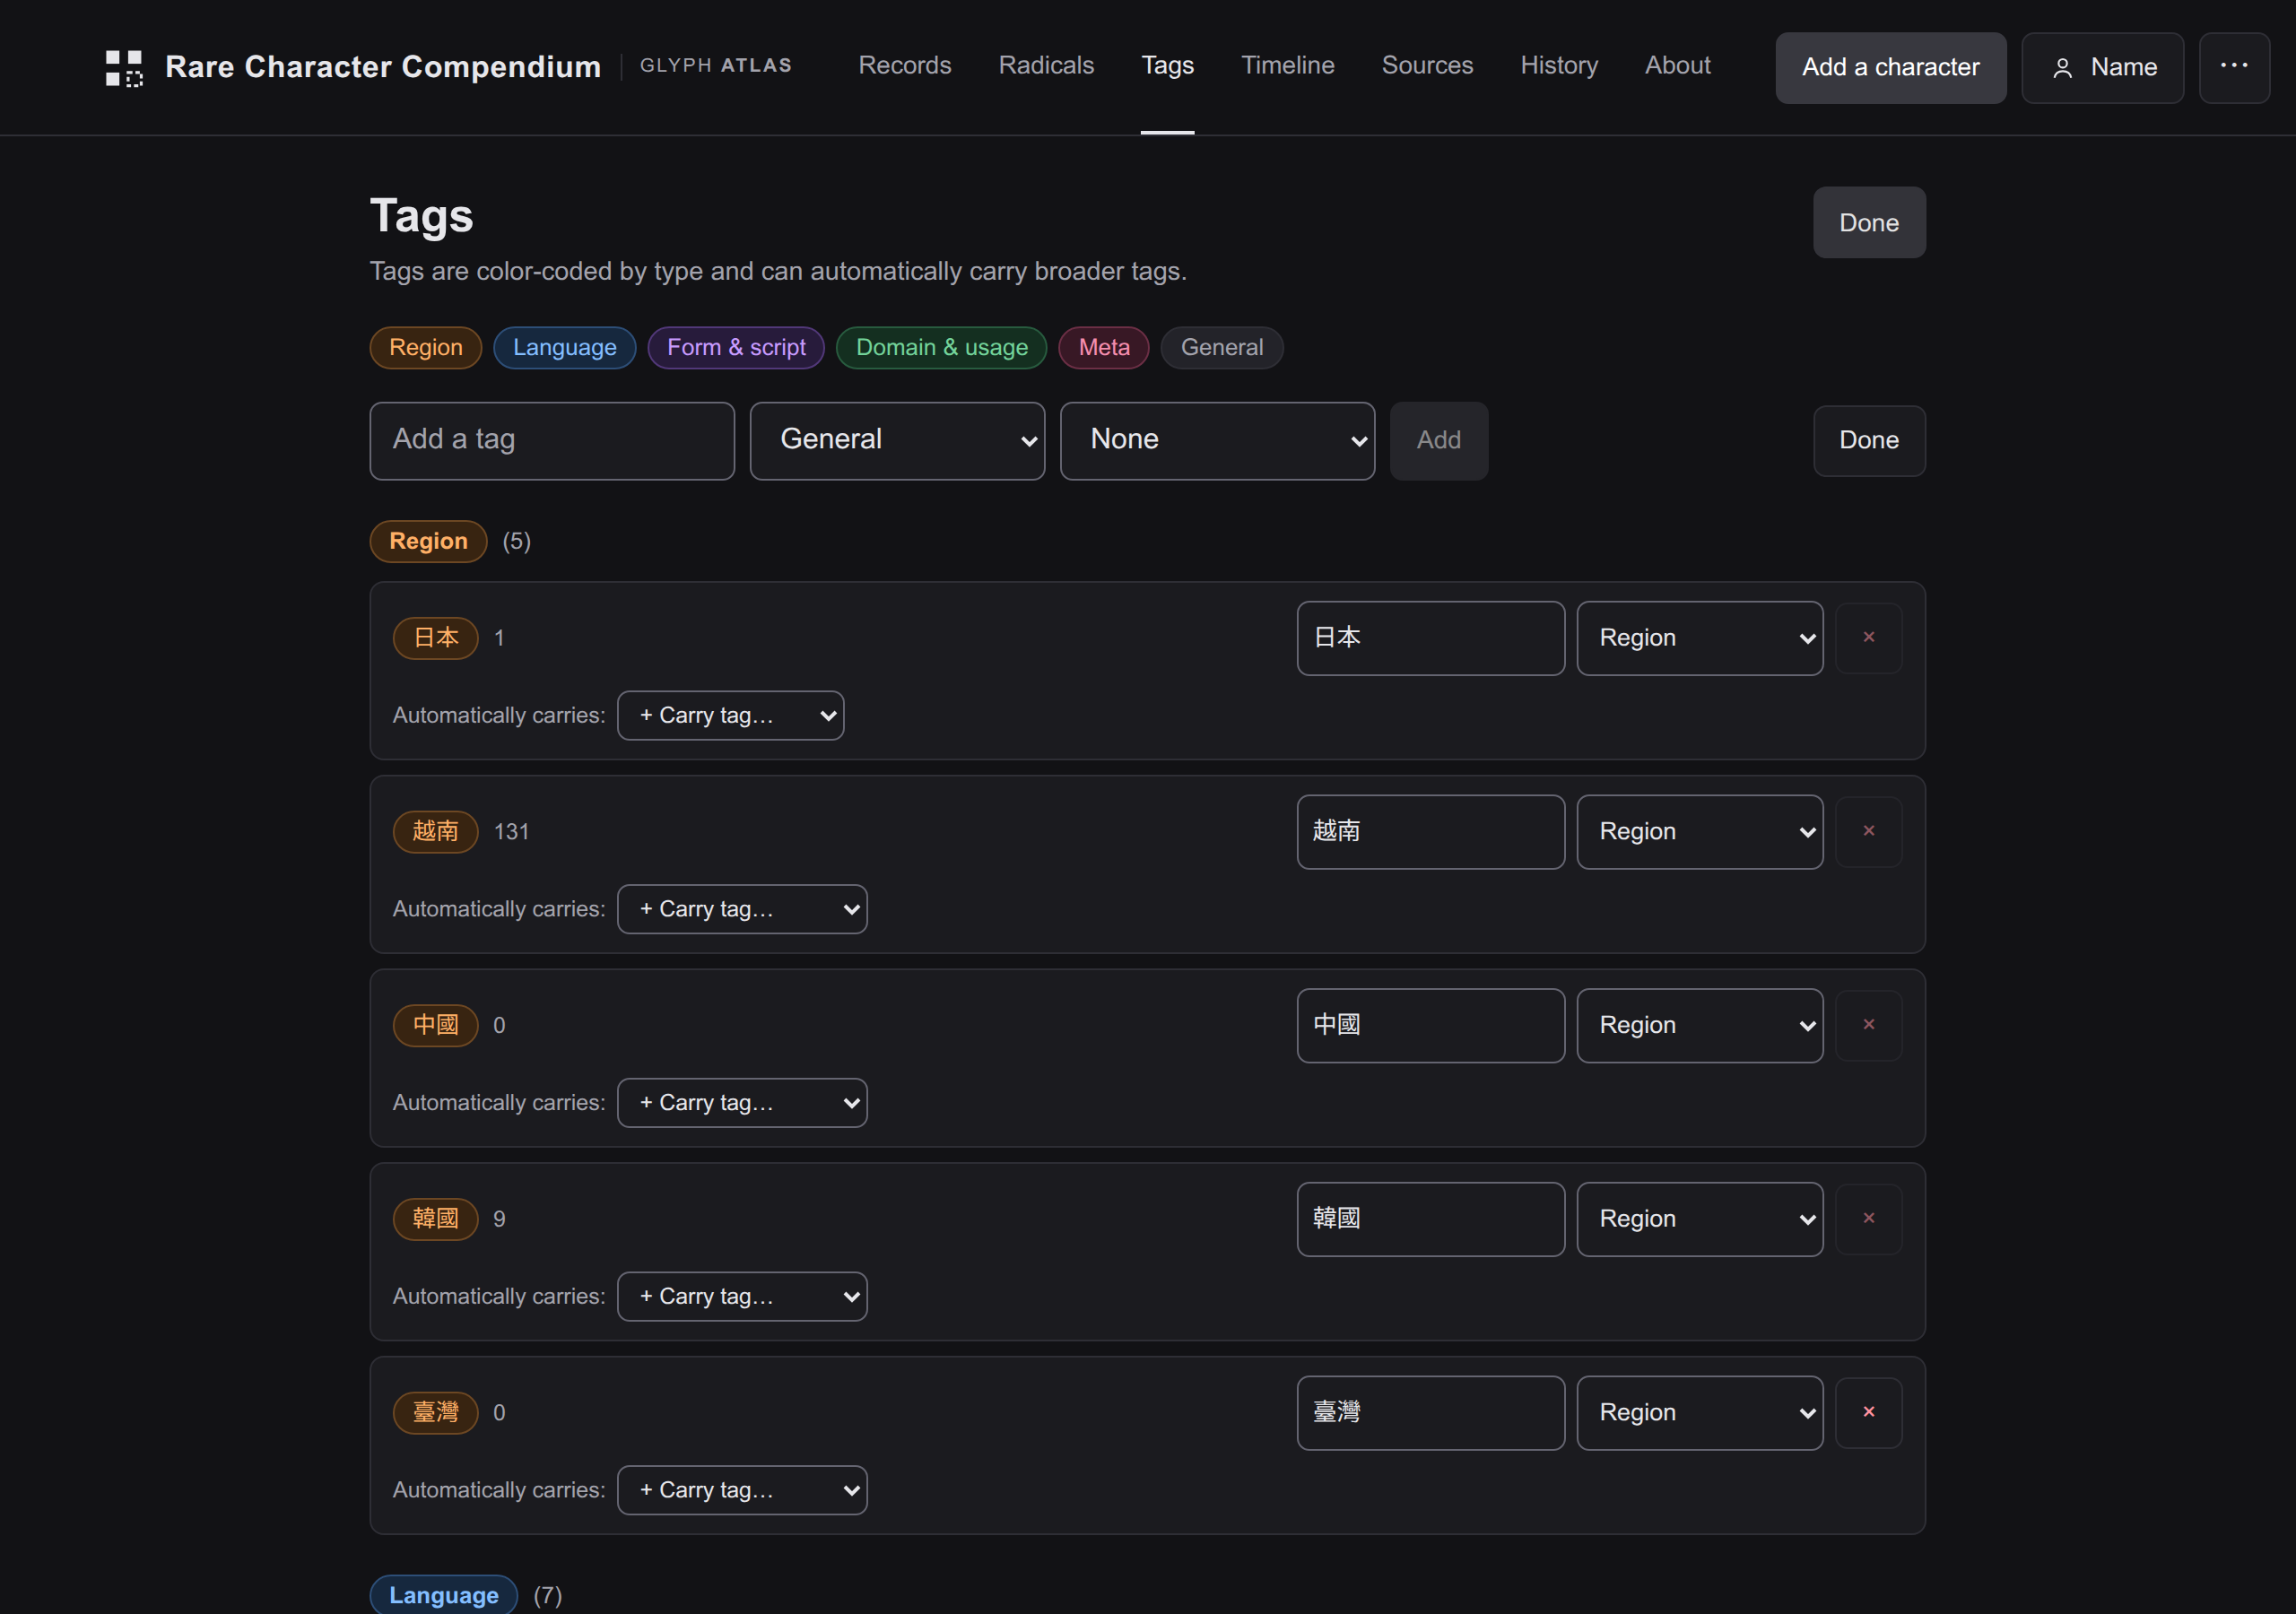 Rare Character Compendium GLYPH ATLAS Records Radicals Tags Timeline Sources History About Add a character Name ···
Tags
Done
Tags are color-coded by type and can automatically carry broader tags.
Region Language Form & script Domain & usage Meta General
Add a tag General None Add Done
Region (5)
日本 1 日本 Region ×
Automatically carries: + Carry tag…
越南 131 越南 Region ×
Automatically carries: + Carry tag…
中國 0 中國 Region ×
Automatically carries: + Carry tag…
韓國 9 韓國 Region ×
Automatically carries: + Carry tag…
臺灣 0 臺灣 Region ×
Automatically carries: + Carry tag…
Language (7)